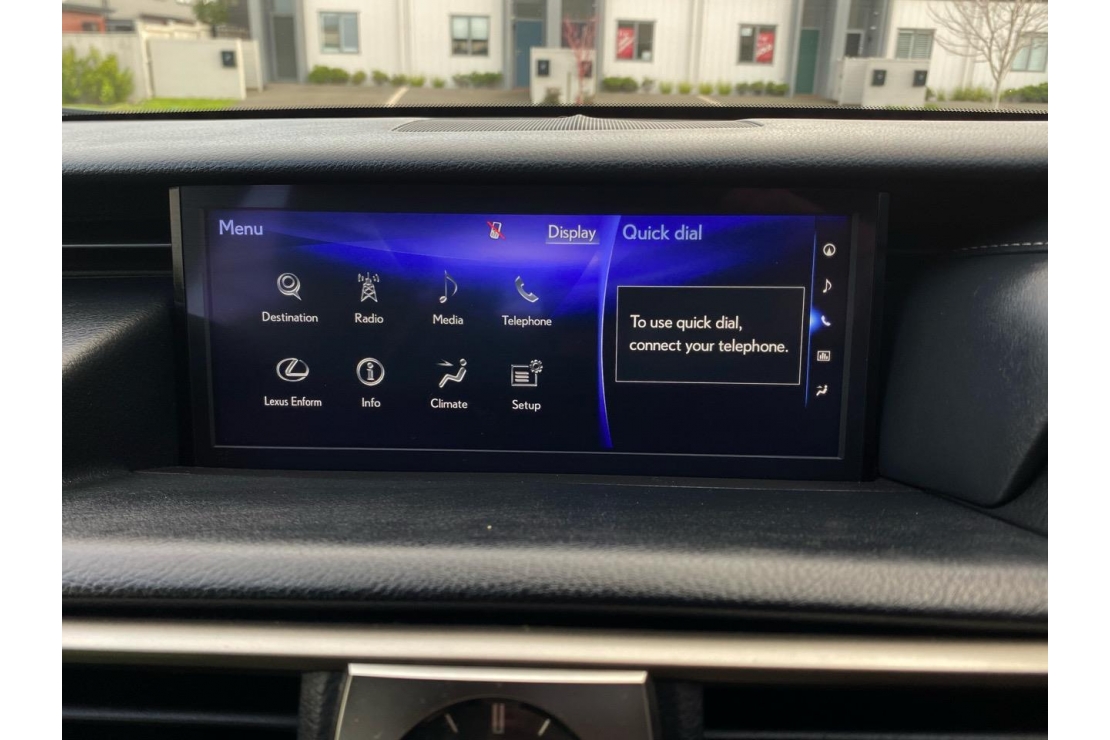 Menu
Display
Quick dial
Destination
Radio
Media
Telephone
Lexus Enform
Info
Climate
Setup
To use quick dial,
connect your telephone.